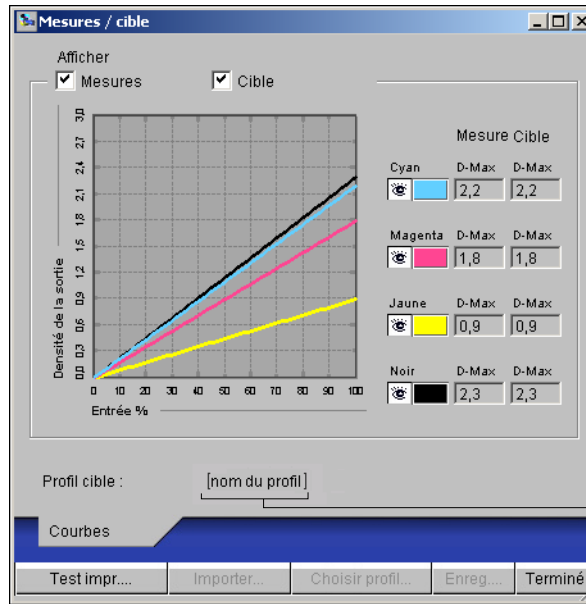 Mesures / cible
Afficher
Mesures
Cible
3,0
2,7
2,4
2,1
1,8
1,5
1,2
0,9
0,6
0,3
0,0
Densité de la sortie
0 10 20 30 40 50 60 70 80 90 100
Entrée %
Mesure Cible
Cyan D-Max D-Max
2,2 2,2
Magenta D-Max D-Max
1,8 1,8
Jaune D-Max D-Max
0,9 0,9
Noir D-Max D-Max
2,3 2,3
Profil cible : [nom du profil]
Courbes
Test impr.... Importer... Choisir profil... Enreg.... Terminé